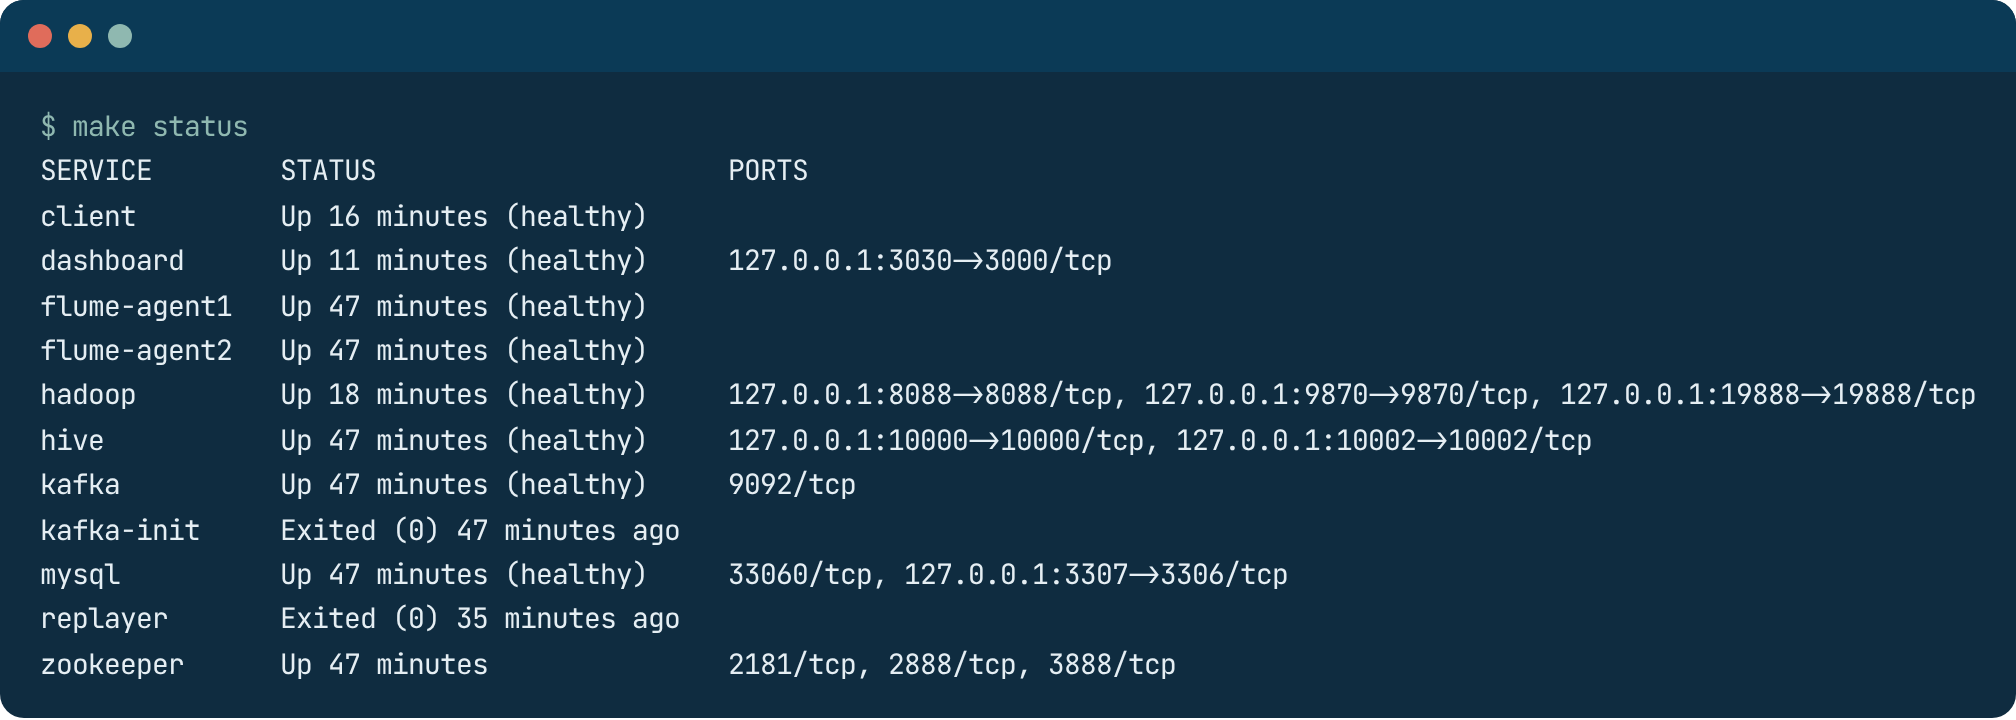 $ make status
SERVICE        STATUS                      PORTS
client         Up 16 minutes (healthy)
dashboard      Up 11 minutes (healthy)     127.0.0.1:3030->3000/tcp
flume-agent1   Up 47 minutes (healthy)
flume-agent2   Up 47 minutes (healthy)
hadoop         Up 18 minutes (healthy)     127.0.0.1:8088->8088/tcp, 127.0.0.1:9870->9870/tcp, 127.0.0.1:19888->19888/tcp
hive           Up 47 minutes (healthy)     127.0.0.1:10000->10000/tcp, 127.0.0.1:10002->10002/tcp
kafka          Up 47 minutes (healthy)     9092/tcp
kafka-init     Exited (0) 47 minutes ago
mysql          Up 47 minutes (healthy)     33060/tcp, 127.0.0.1:3307->3306/tcp
replayer       Exited (0) 35 minutes ago
zookeeper      Up 47 minutes               2181/tcp, 2888/tcp, 3888/tcp